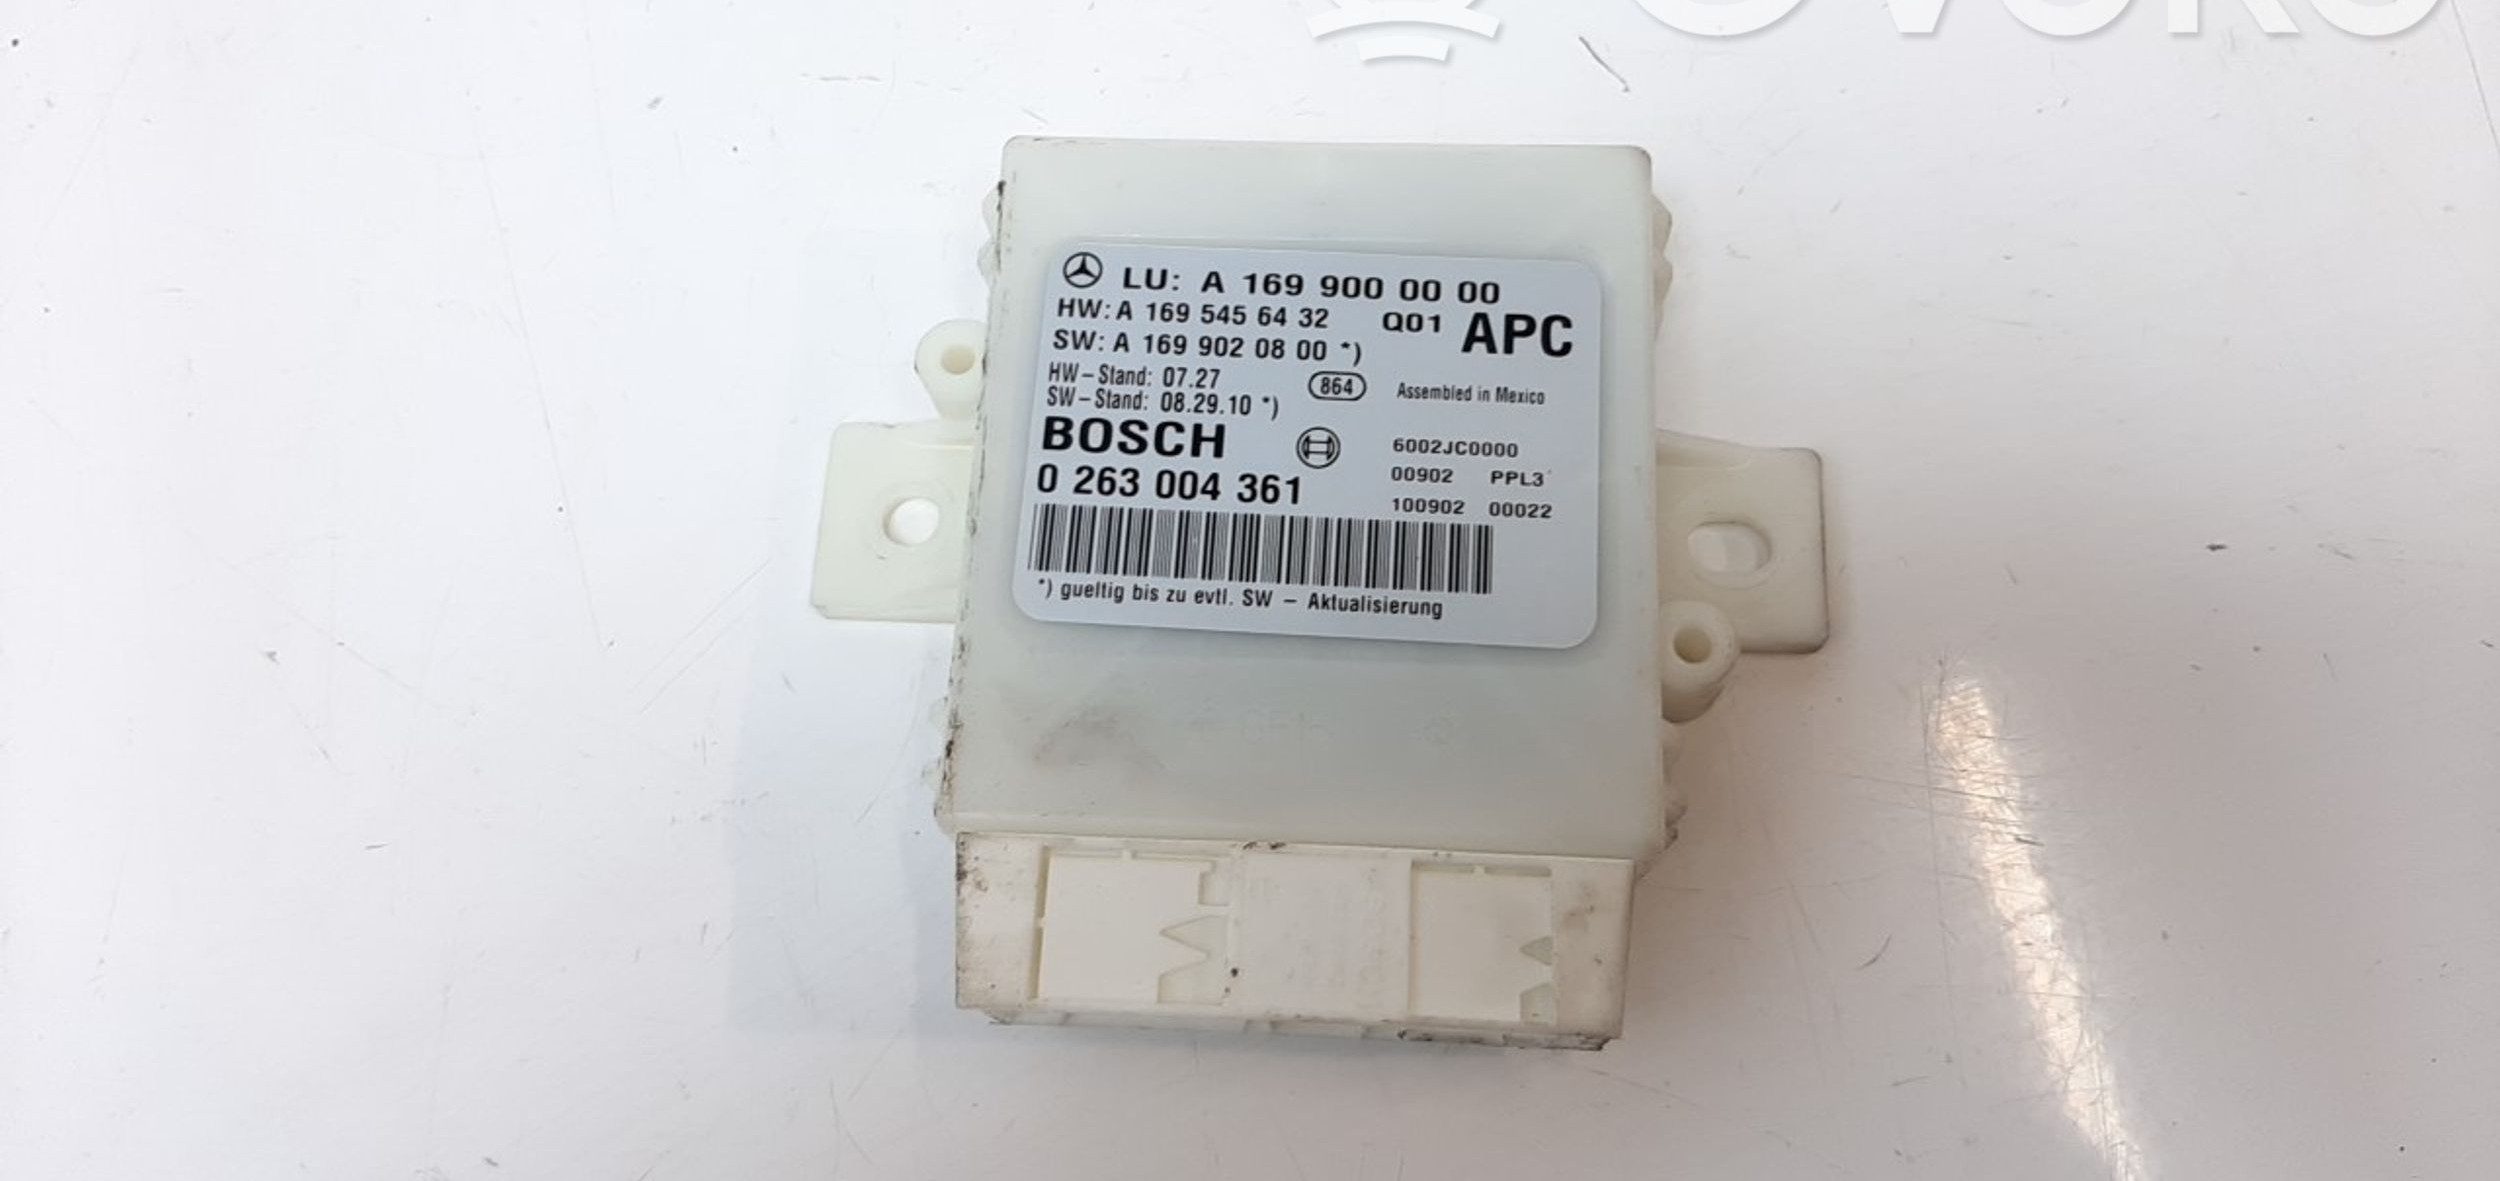 LU: A 169 900 00 00
HW: A 169 545 64 32 Q01 APC
SW: A 169 902 08 00 *)
HW-Stand: 07.27 864 Assembled in Mexico
SW-Stand: 08.29.10 *)
BOSCH 6002JC0000
0 263 004 361 00902 PPL3
100902 00022
*) gueltig bis zu evtl. SW - Aktualisierung